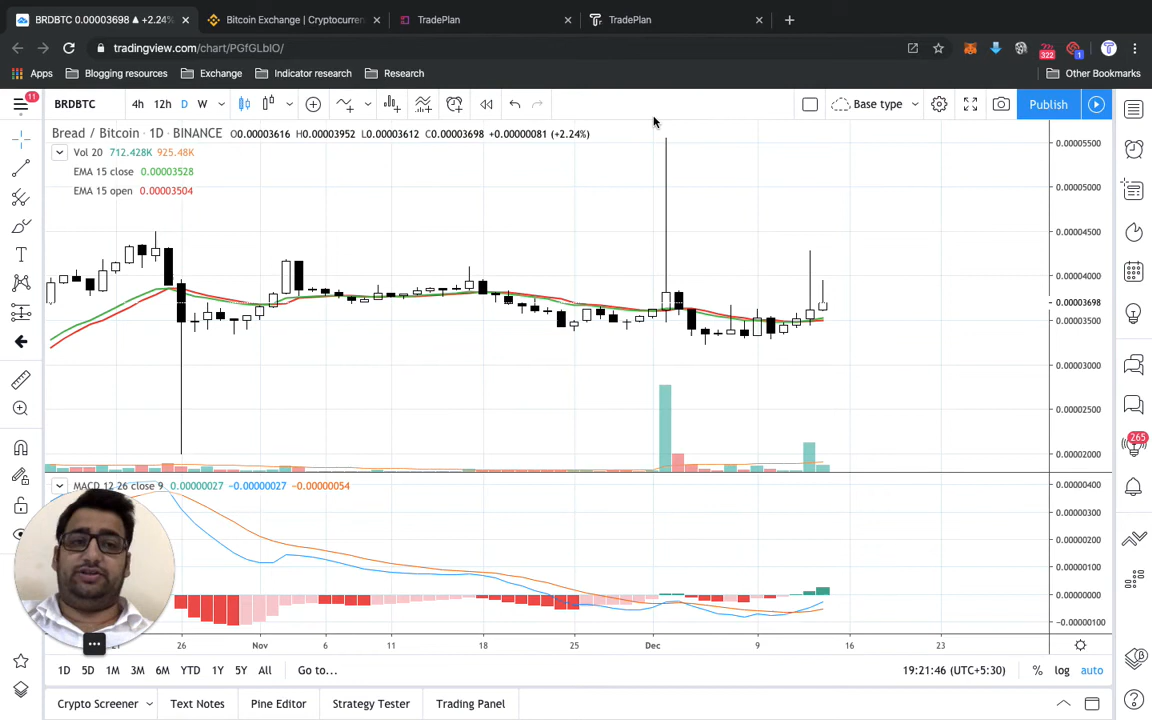 BRDBTC 0.00003698 ▲ +2.24%
Bitcoin Exchange | Cryptocurren
TradePlan
TradePlan
tradingview.com/chart/PGfGLbIO/
322
1
Apps
Blogging resources
Exchange
Indicator research
Research
Other Bookmarks
11
BRDBTC
4h
12h
D
W
Base type
Publish
Bread / Bitcoin · 1D · BINANCE O0.00003616 H0.00003952 L0.00003612 C0.00003698 +0.00000081 (+2.24%)
Vol 20 712.428K 925.48K
EMA 15 close 0.00003528
EMA 15 open 0.00003504
0.00005500
0.00005000
0.00004500
0.00004000
0.00003698
0.00003500
0.00003000
0.00002500
0.00002000
265
MACD 12 26 close 9 0.00000027 −0.00000027 −0.00000054
0.00000400
0.00000300
0.00000200
0.00000100
0.00000000
−0.00000100
26
Nov
6
11
18
25
Dec
9
16
23
1D
5D
1M
3M
6M
YTD
1Y
5Y
All
Go to...
19:21:46 (UTC+5:30)
%
log
auto
Crypto Screener
Text Notes
Pine Editor
Strategy Tester
Trading Panel